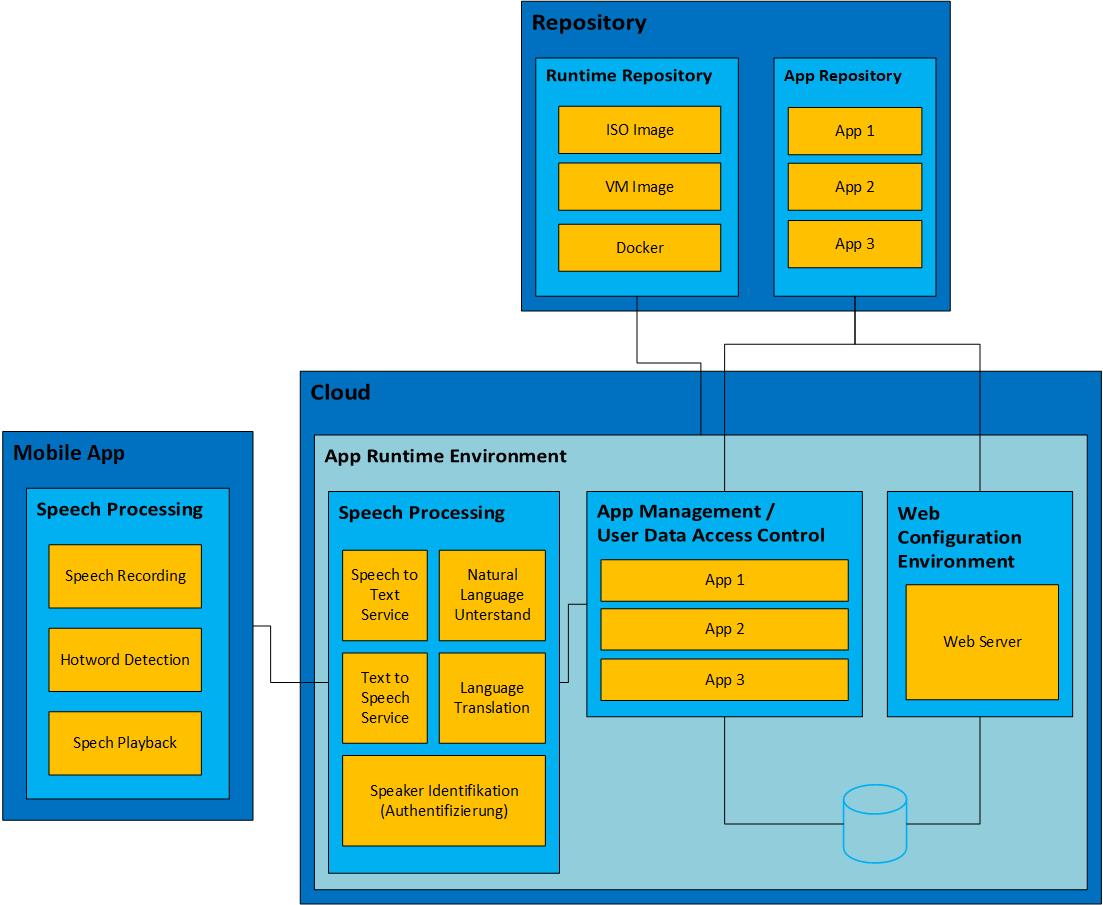 Repository
Runtime Repository
ISO Image
VM Image
Docker
App Repository
App 1
App 2
App 3
Cloud
App Runtime Environment
Mobile App
Speech Processing
Speech Recording
Hotword Detection
Spech Playback
Speech Processing
Speech to
Text
Service
Natural
Language
Unterstand
Text to
Speech
Service
Language
Translation
Speaker Identifikation
(Authentifizierung)
App Management /
User Data Access Control
App 1
App 2
App 3
Web
Configuration
Environment
Web Server